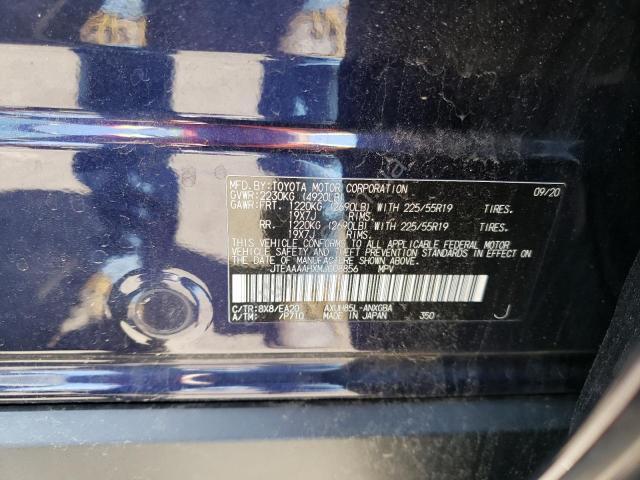 MFD.BY:TOYOTA MOTOR CORPORATION 09/20
GVWR:2230KG (4920LB)
GAWR:FRT. 1220KG (2690LB) WITH 225/55R19 TIRES.
19X7J RIMS.
RR. 1220KG (2690LB) WITH 225/55R19 TIRES.
19X7J RIMS.
THIS VEHICLE CONFORMS TO ALL APPLICABLE FEDERAL MOTOR
VEHICLE SAFETY AND THEFT PREVENTION STANDARDS IN EFFECT ON
THE DATE OF MANUFACTURE SHOWN ABOVE.
MPV
C/TR:8X8/EA20 AXUH85L-ANXGBA
A/TM: /P710 MADE IN JAPAN 350 J